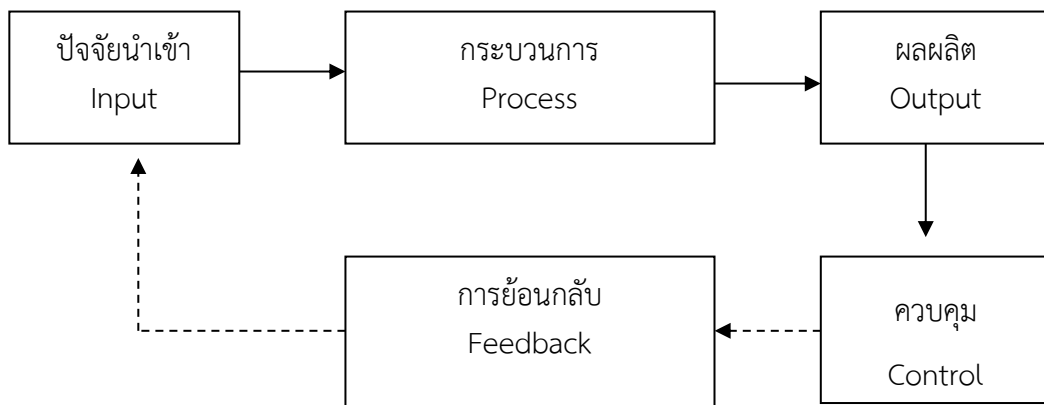 ปัจจัยนำเข้า
Input
กระบวนการ
Process
ผลผลิต
Output
การย้อนกลับ
Feedback
ควบคุม
Control